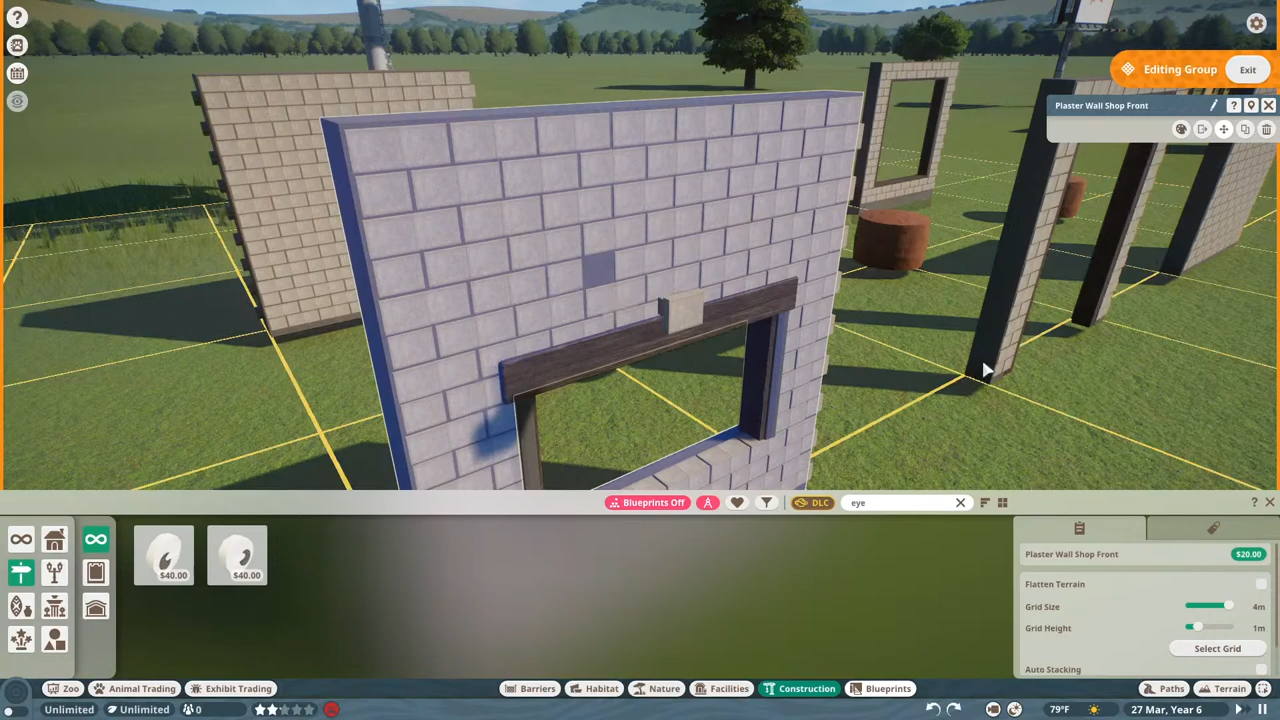 Editing Group
Exit
Plaster Wall Shop Front
?
Blueprints Off
DLC
eye
?
$40.00
$40.00
Plaster Wall Shop Front
$20.00
Flatten Terrain
Grid Size
4m
Grid Height
1m
Select Grid
Auto Stacking
Zoo
Animal Trading
Exhibit Trading
Barriers
Habitat
Nature
Facilities
Construction
Blueprints
Paths
Terrain
Unlimited
Unlimited
0
79°F
27 Mar, Year 6